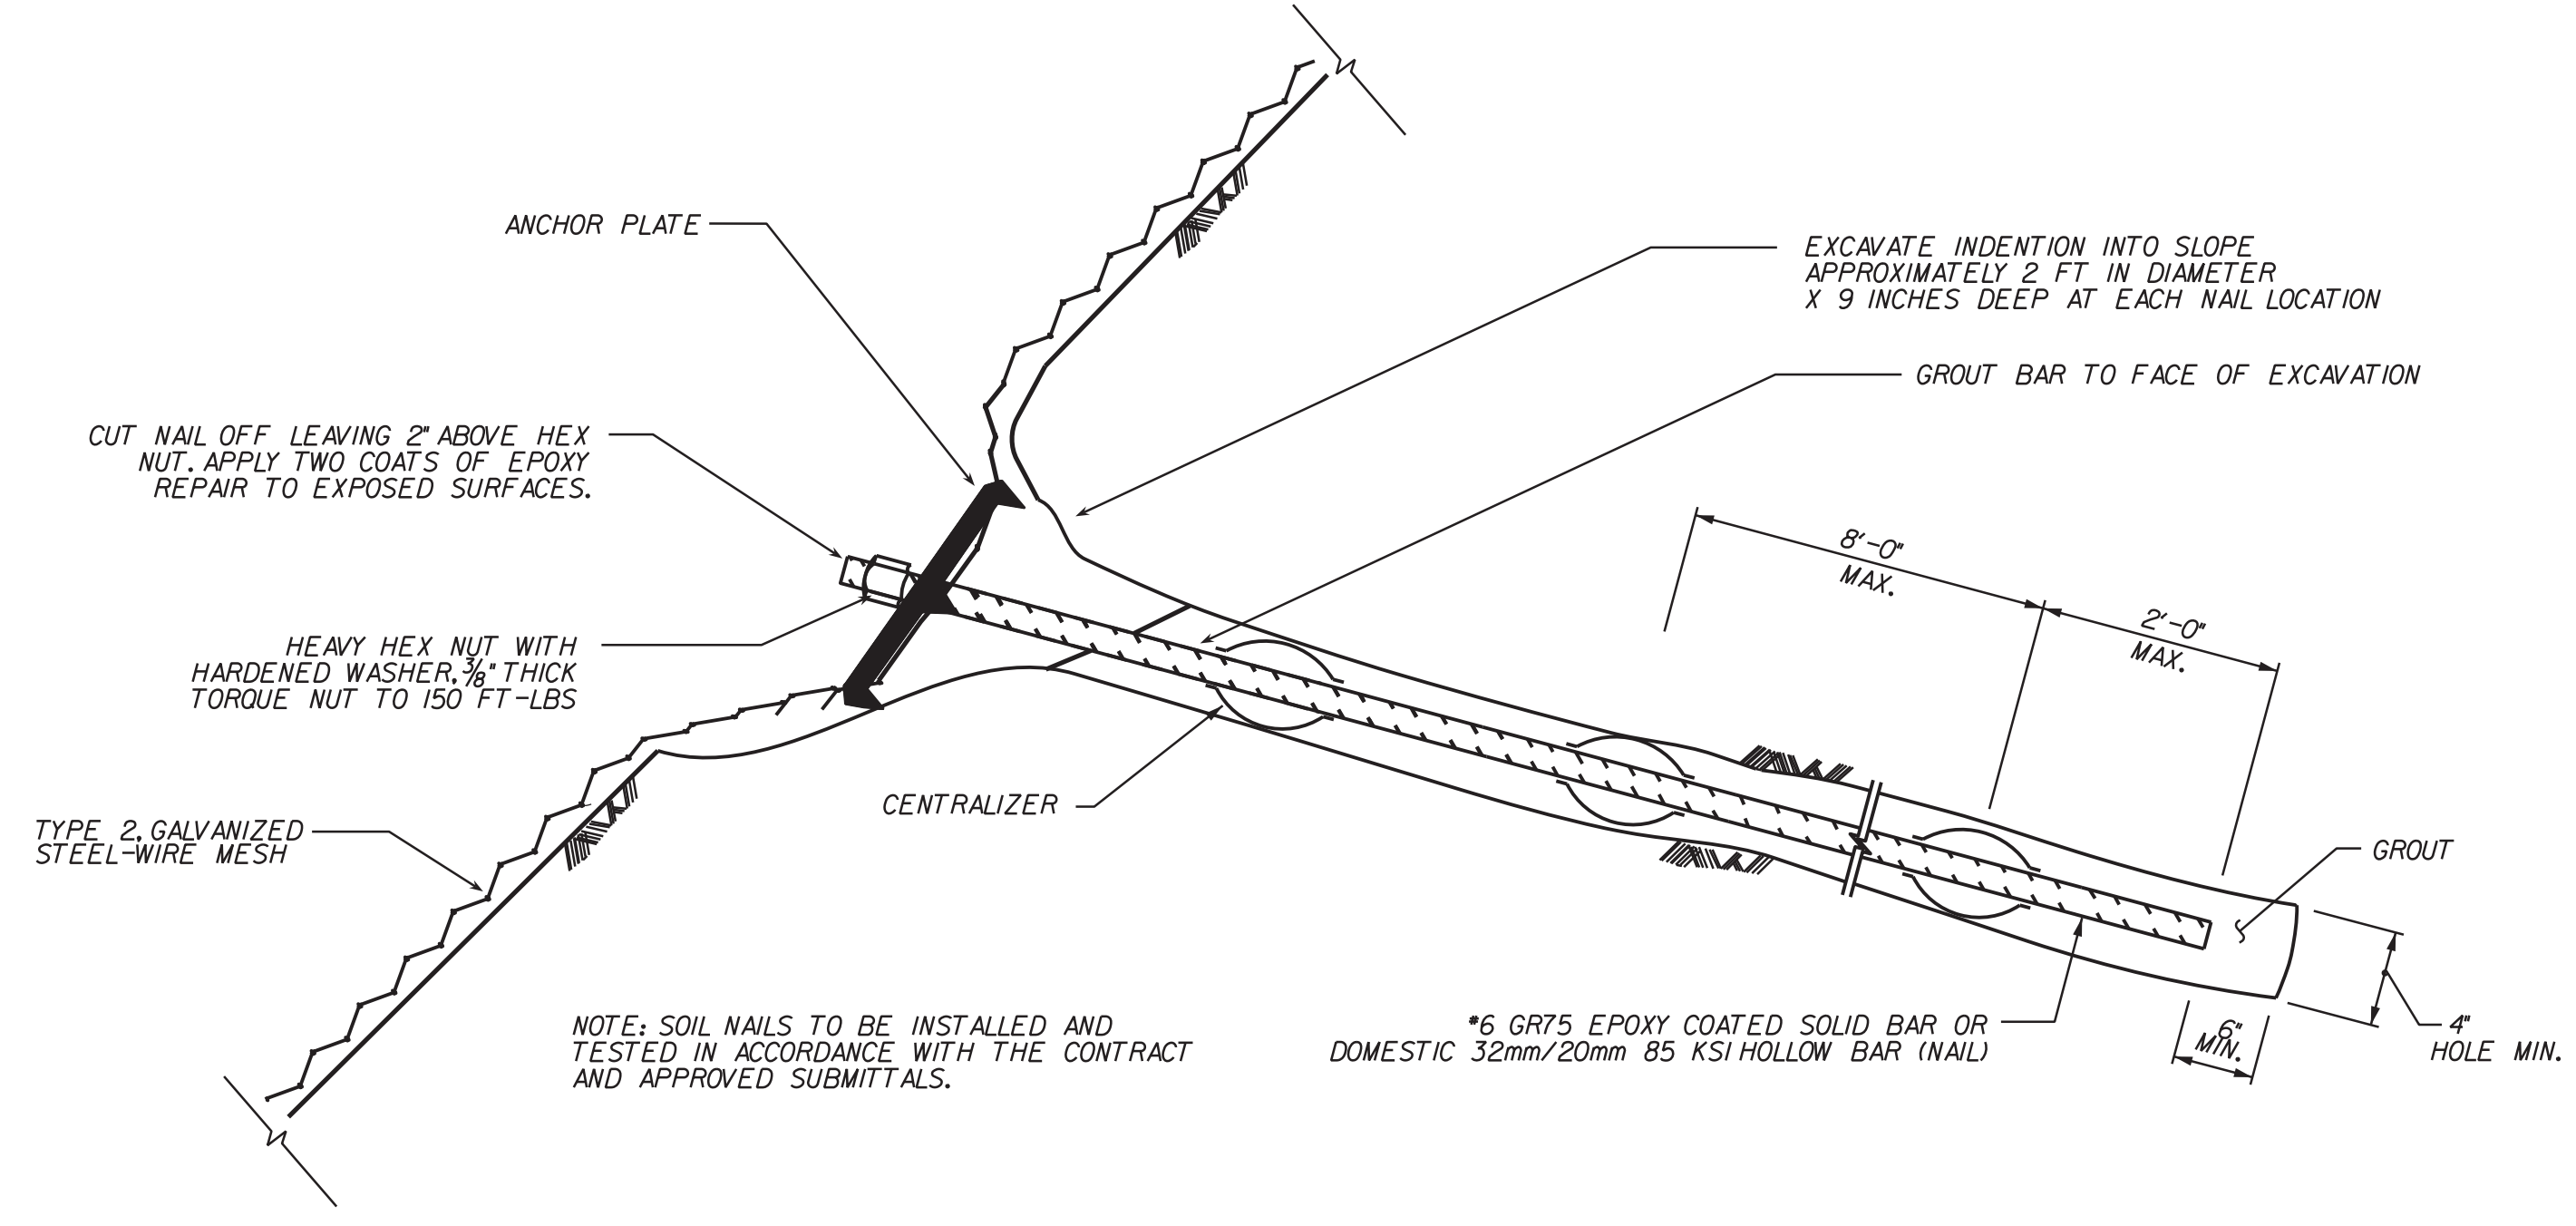 ANCHOR PLATE
EXCAVATE INDENTION INTO SLOPE
APPROXIMATELY 2 FT IN DIAMETER
X 9 INCHES DEEP AT EACH NAIL LOCATION
GROUT BAR TO FACE OF EXCAVATION
CUT NAIL OFF LEAVING 2" ABOVE HEX
NUT. APPLY TWO COATS OF EPOXY
REPAIR TO EXPOSED SURFACES.
8'-0"
MAX.
2'-0"
MAX.
HEAVY HEX NUT WITH
HARDENED WASHER, 3/8" THICK
TORQUE NUT TO 150 FT-LBS
CENTRALIZER
TYPE 2, GALVANIZED
STEEL-WIRE MESH
GROUT
NOTE: SOIL NAILS TO BE INSTALLED AND
TESTED IN ACCORDANCE WITH THE CONTRACT
AND APPROVED SUBMITTALS.
#6 GR75 EPOXY COATED SOLID BAR OR
DOMESTIC 32mm/20mm 85 KSI HOLLOW BAR (NAIL)
6"
MIN.
4"
HOLE MIN.